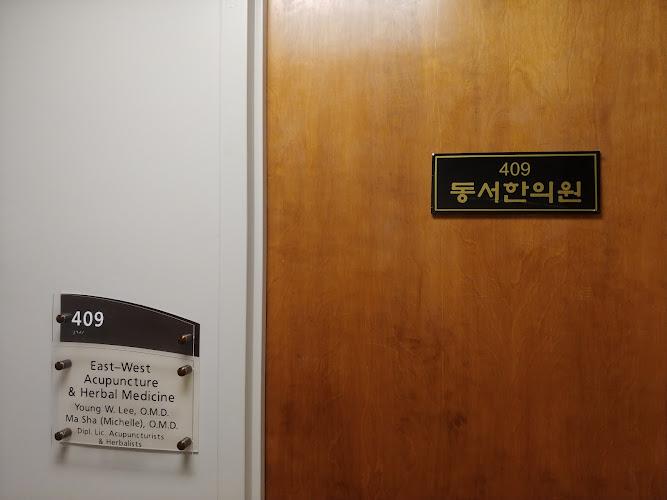 409
동서한의원
409
East–West
Acupuncture
& Herbal Medicine
Young W. Lee, O.M.D.
Ma Sha (Michelle), O.M.D.
Dipl. Lic. Acupuncturists
& Herbalists